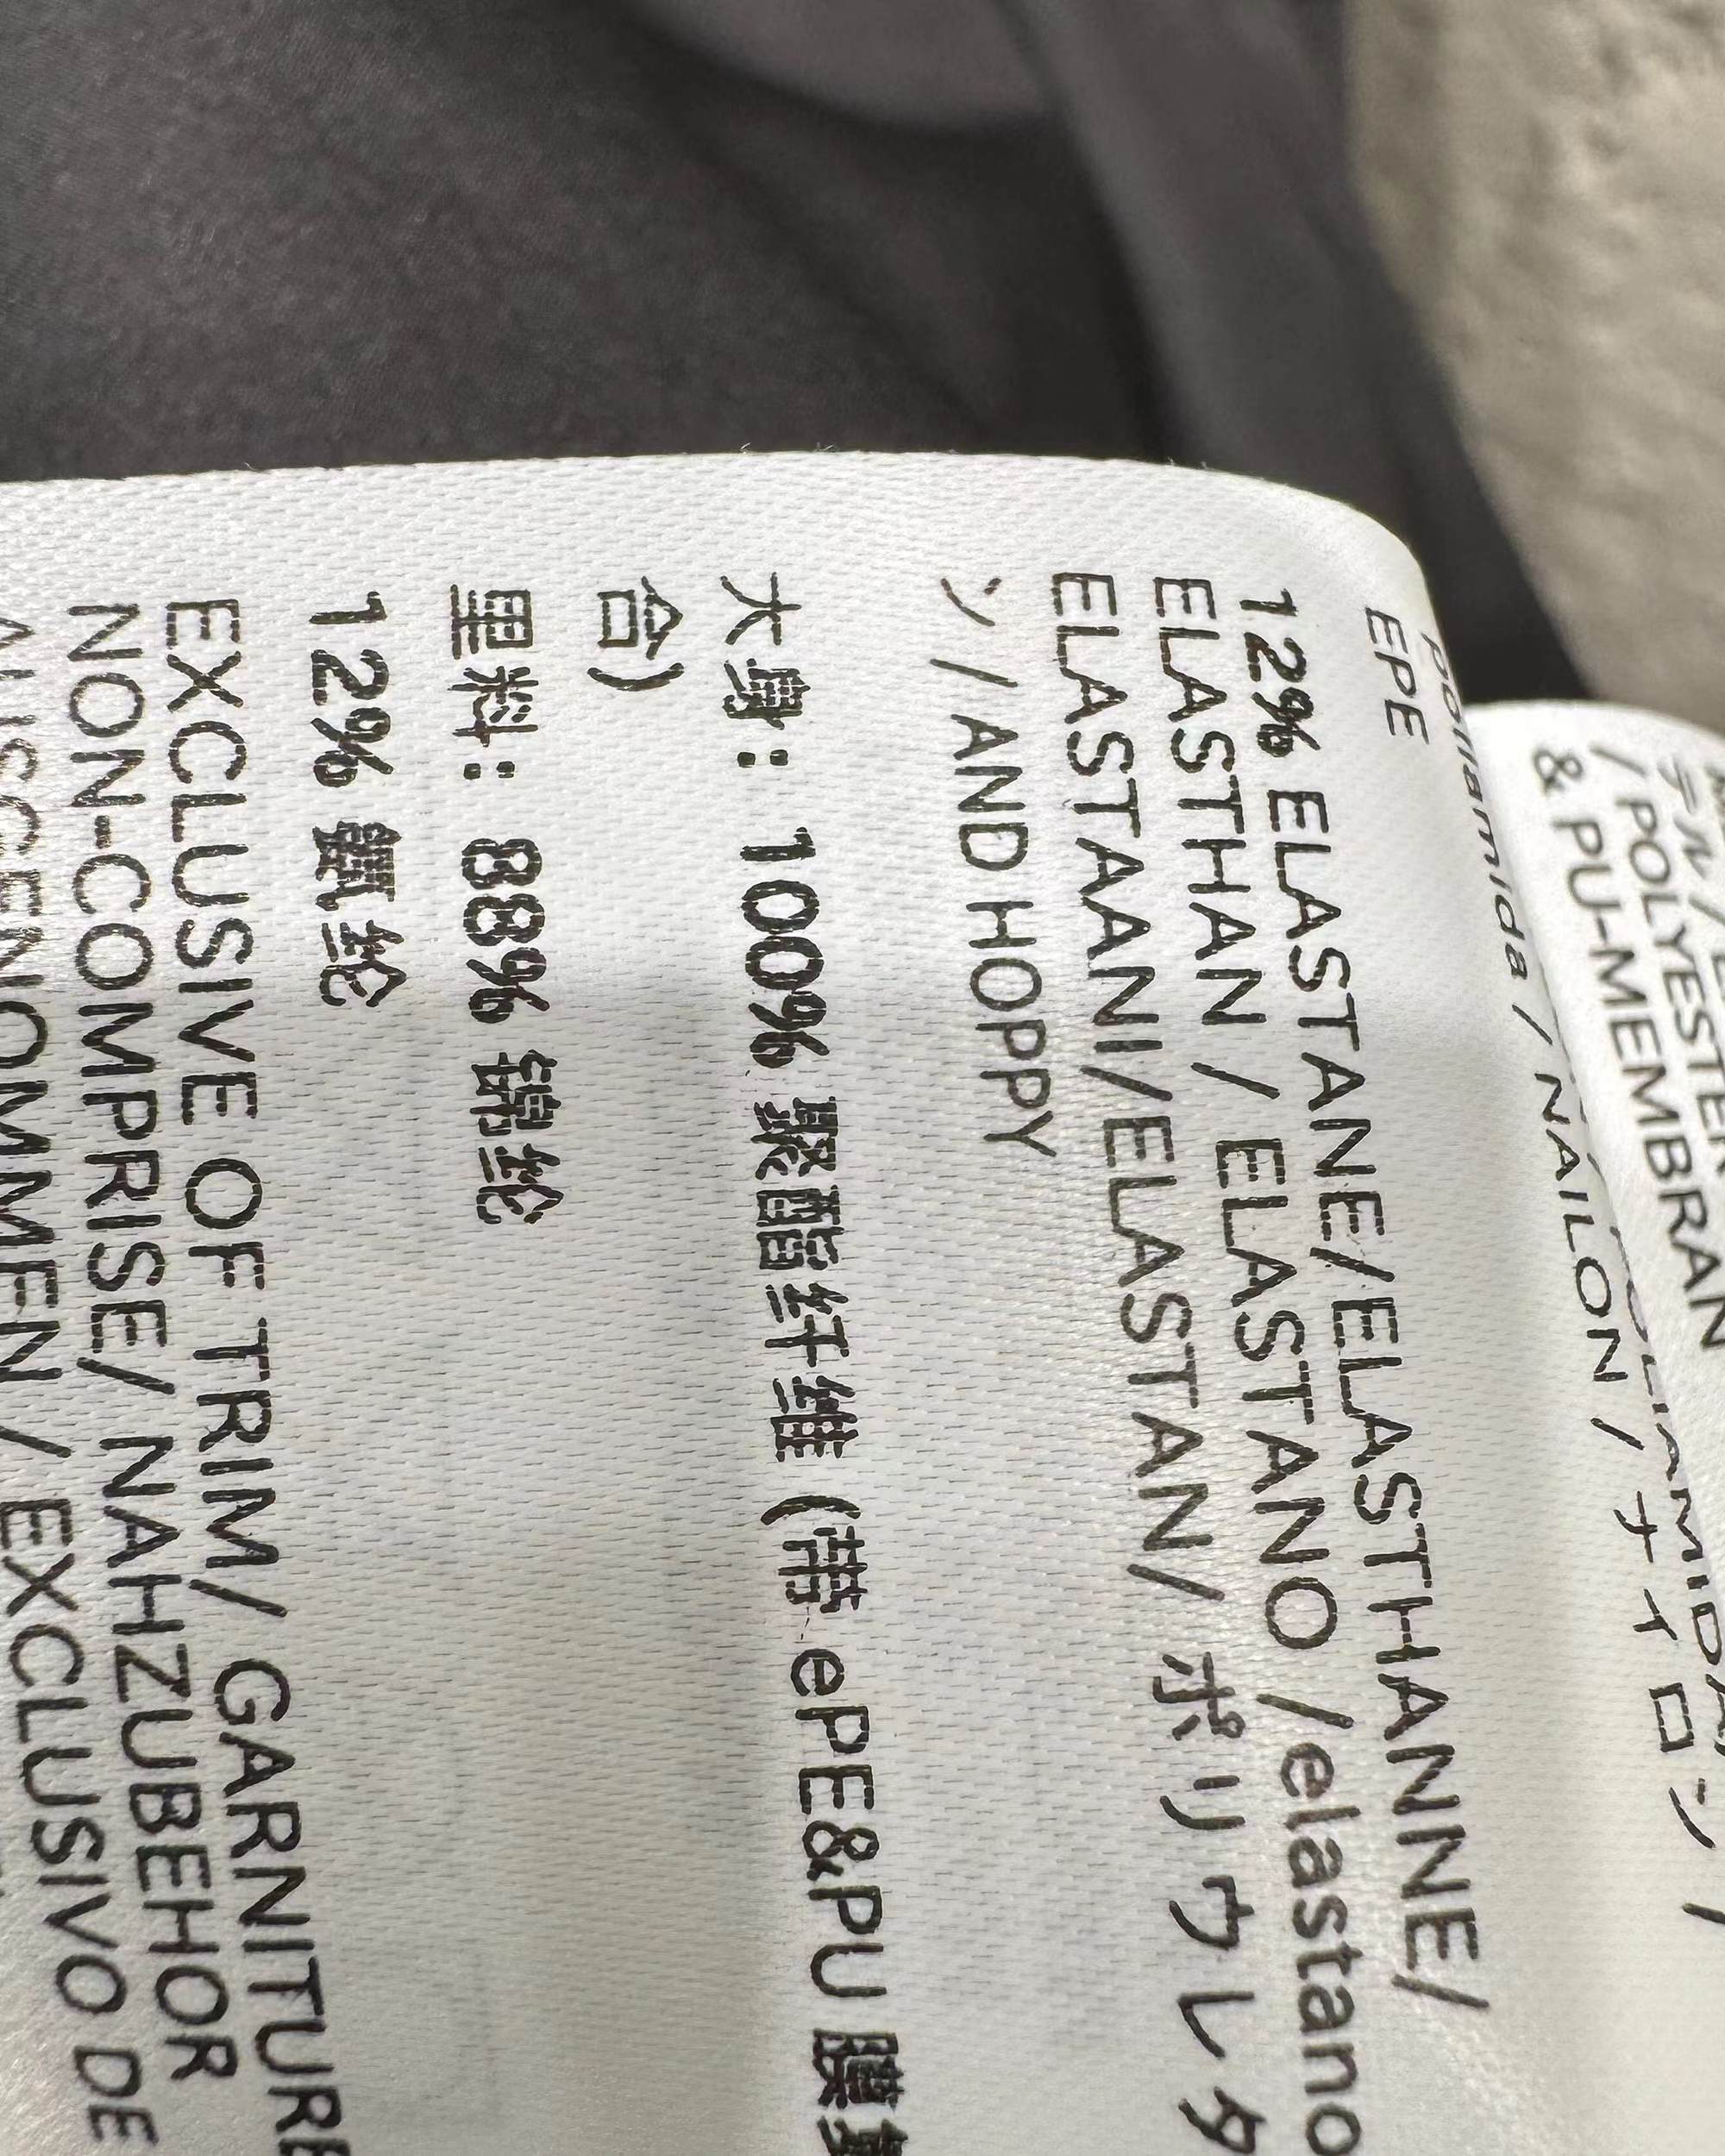 / POLYESTER
& PU-MEMBRAN
poliamida / NAILON / ナイロン /
EPE
12% ELASTANE/ELASTHANNE/
ELASTHAN / ELASTANO /elastano
ELASTAANI/ELASTAN/ ポリウレタ
ン/ AND HOPPY
大身: 100% 聚酯纤维 (带 ePE&PU 膜
合)
里料: 88% 锦纶
12% 氨纶
EXCLUSIVE OF TRIM/ GARNITURE
NON-COMPRISE/ NAHZUBEHOR
AUSGENOMMEN / EXCLUSIVO DE